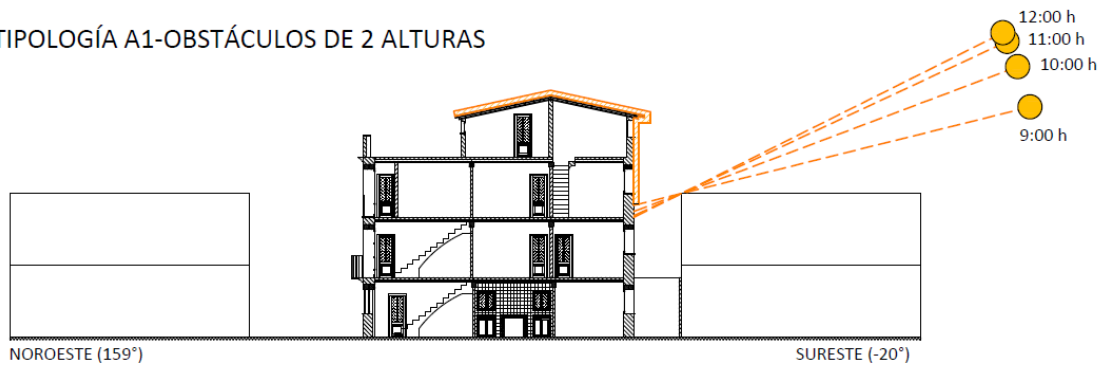 12:00 h
TIPOLOGÍA A1-OBSTÁCULOS DE 2 ALTURAS
11:00 h
10:00 h
9:00 h
NOROESTE (159°)
SURESTE (-20°)